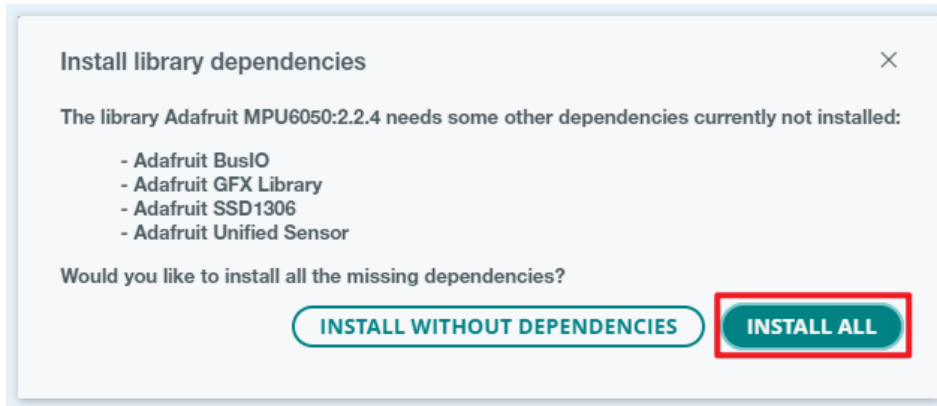 Install library dependencies
The library Adafruit MPU6050:2.2.4 needs some other dependencies currently not installed:
- Adafruit BusIO
- Adafruit GFX Library
- Adafruit SSD1306
- Adafruit Unified Sensor
Would you like to install all the missing dependencies?
INSTALL WITHOUT DEPENDENCIES INSTALL ALL